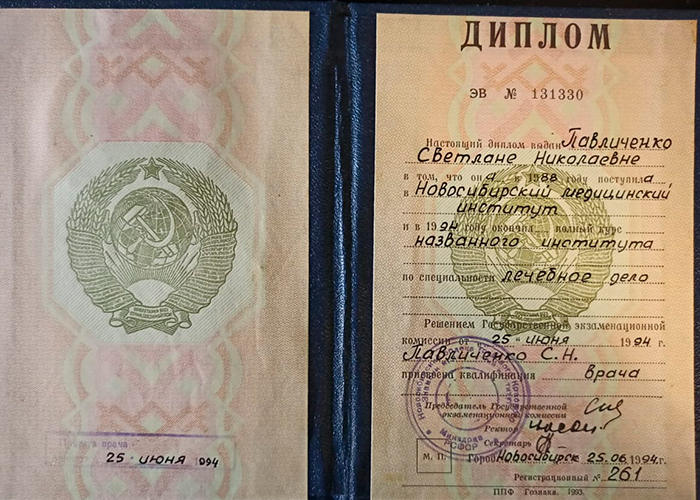 25 июня 1994
ДИПЛОМ
ЭВ № 131330
Настоящий диплом выдан Павличенко
Светлане Николаевне
в том, что она в 1988 году поступила
в Новосибирский медицинский
институт
и в 1994 году окончила полный курс
названного института
по специальности лечебное дело
Решением Государственной экзаменационной
комиссии от 25 июня 1994 г.
Павличенко С.Н.
присвоена квалификация врача
Председатель Государственной
экзаменационной комиссии
Ректор
Секретарь
М. П. Город Новосибирск 25.06.1994г.
Регистрационный № 261
ППФ Гознака. 1993.
Минздрав
РСФСР